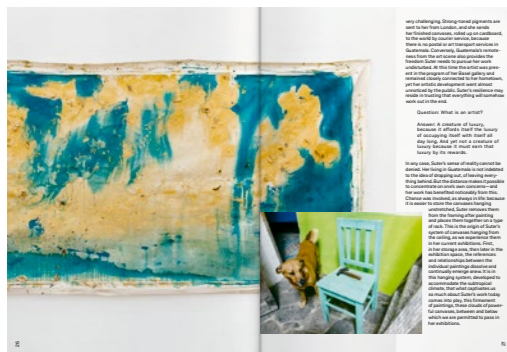 very challenging. Strong-toned pigments are
sent to her from London, and she sends
her finished canvases, rolled up on cardboard,
to the world by courier service, because
there is no postal or art transport services in
Guatemala. Conversely, Guatemala's remote-
ness from the art scene also provides the
freedom Suter needs to pursue her work
undisturbed. At this time the artist was pres-
ent in the program of her Basel gallery and
remained closely connected to her hometown,
yet her artistic development went almost
unnoticed by the public. Suter's resilience may
reside in trusting that everything will somehow
work out in the end.
Question: What is an artist?
Answer: A creature of luxury,
because it affords itself the luxury
of occupying itself with itself all
day long. And yet not a creature of
luxury because it must earn that
luxury by its rewards.
In any case, Suter's sense of reality cannot be
denied. Her living in Guatemala is not indebted
to the idea of dropping out, of leaving every-
thing behind. But the distance makes it possible
to concentrate on one's own concerns—and
her work has benefited noticeably from this.
Chance was involved, as always in life: because
it is easier to store the canvases hanging
unstretched, Suter removes them
from the framing after painting
and places them together on a type
of rack. This is the origin of Suter's
system of canvases hanging from
the ceiling, as we experience them
in her current exhibitions. First,
in her storage area, then later in the
exhibition space, the references
and relationships between the
individual paintings dissolve and
continually emerge anew. It is in
this hanging system, developed to
accommodate the subtropical
climate, that what captivates us
so much about Suter's work today
comes into play, this firmament
of paintings, these clouds of power-
ful canvases, between and below
which we are permitted to pass in
her exhibitions.
26